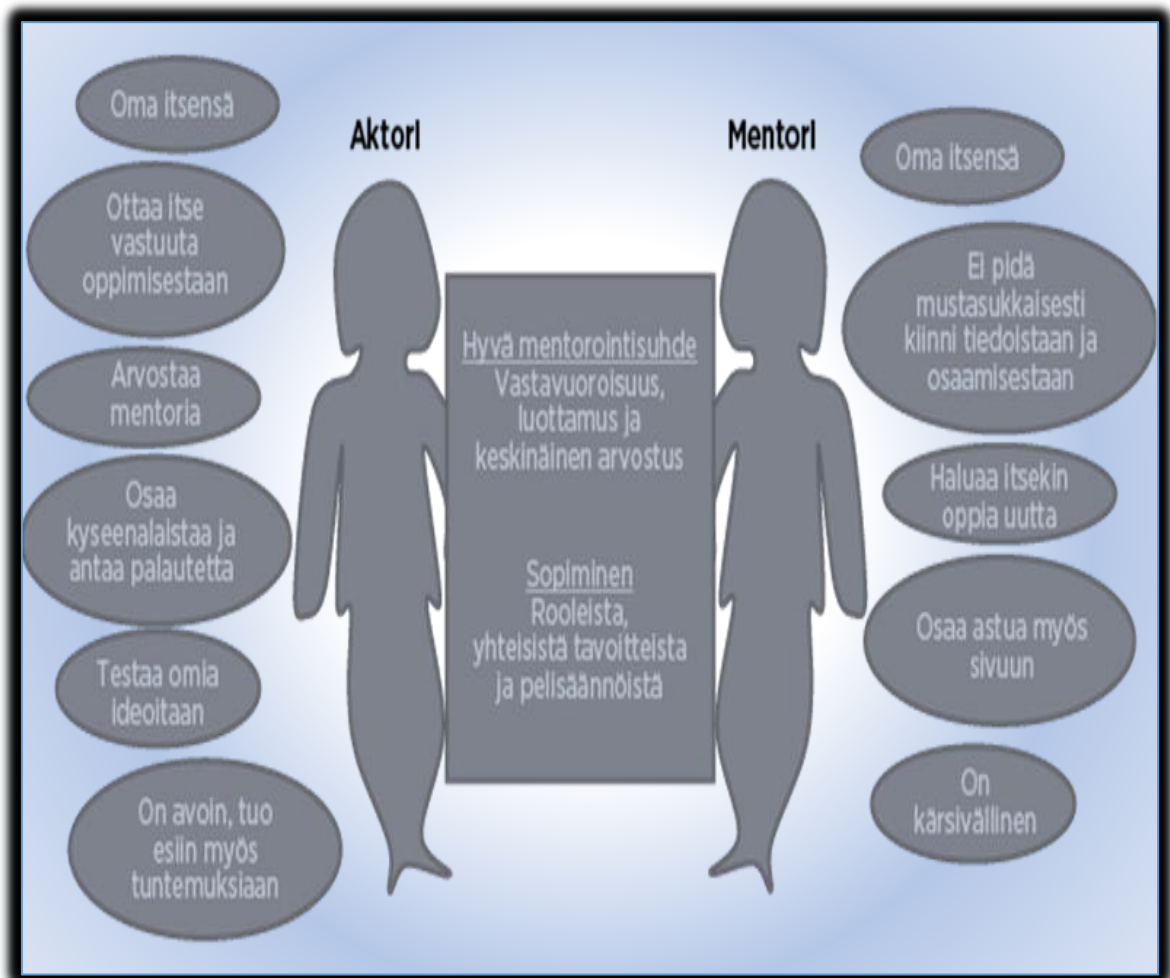 Oma itsensä
Ottaa itse
vastuuta
oppimisestaan
Arvostaa
mentoria
Osaa
kyseenalaistaa ja
antaa palautetta
Testaa omia
ideoitaan
On avoin, tuo
esiin myös
tuntemuksiaan
Aktori
Hyvä mentorointisuhde
Vastavuoroisuus,
luottamus ja
keskinäinen arvostus
Sopiminen
Rooleista,
yhteisistä tavoitteista
ja pelisäännöistä
Mentori
Oma itsensä
Ei pidä
mustasukkaisesti
kiinni tiedoistaan ja
osaamisestaan
Haluaa itsekin
oppia uutta
Osaa astua myös
sivuun
On
kärsivällinen